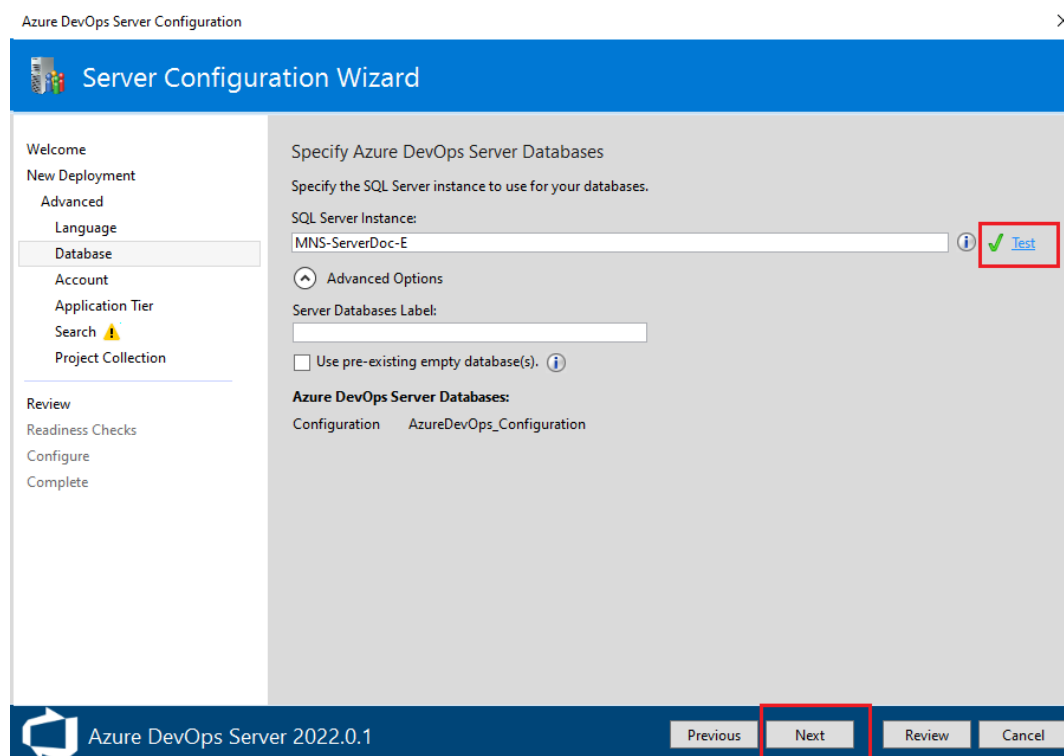 Azure DevOps Server Configuration
Server Configuration Wizard
Welcome
New Deployment
Advanced
Language
Database
Account
Application Tier
Search
Project Collection
Review
Readiness Checks
Configure
Complete
Specify Azure DevOps Server Databases
Specify the SQL Server instance to use for your databases.
SQL Server Instance:
MNS-ServerDoc-E
Test
Advanced Options
Server Databases Label:
Use pre-existing empty database(s).
Azure DevOps Server Databases:
Configuration AzureDevOps_Configuration
Azure DevOps Server 2022.0.1
Previous
Next
Review
Cancel